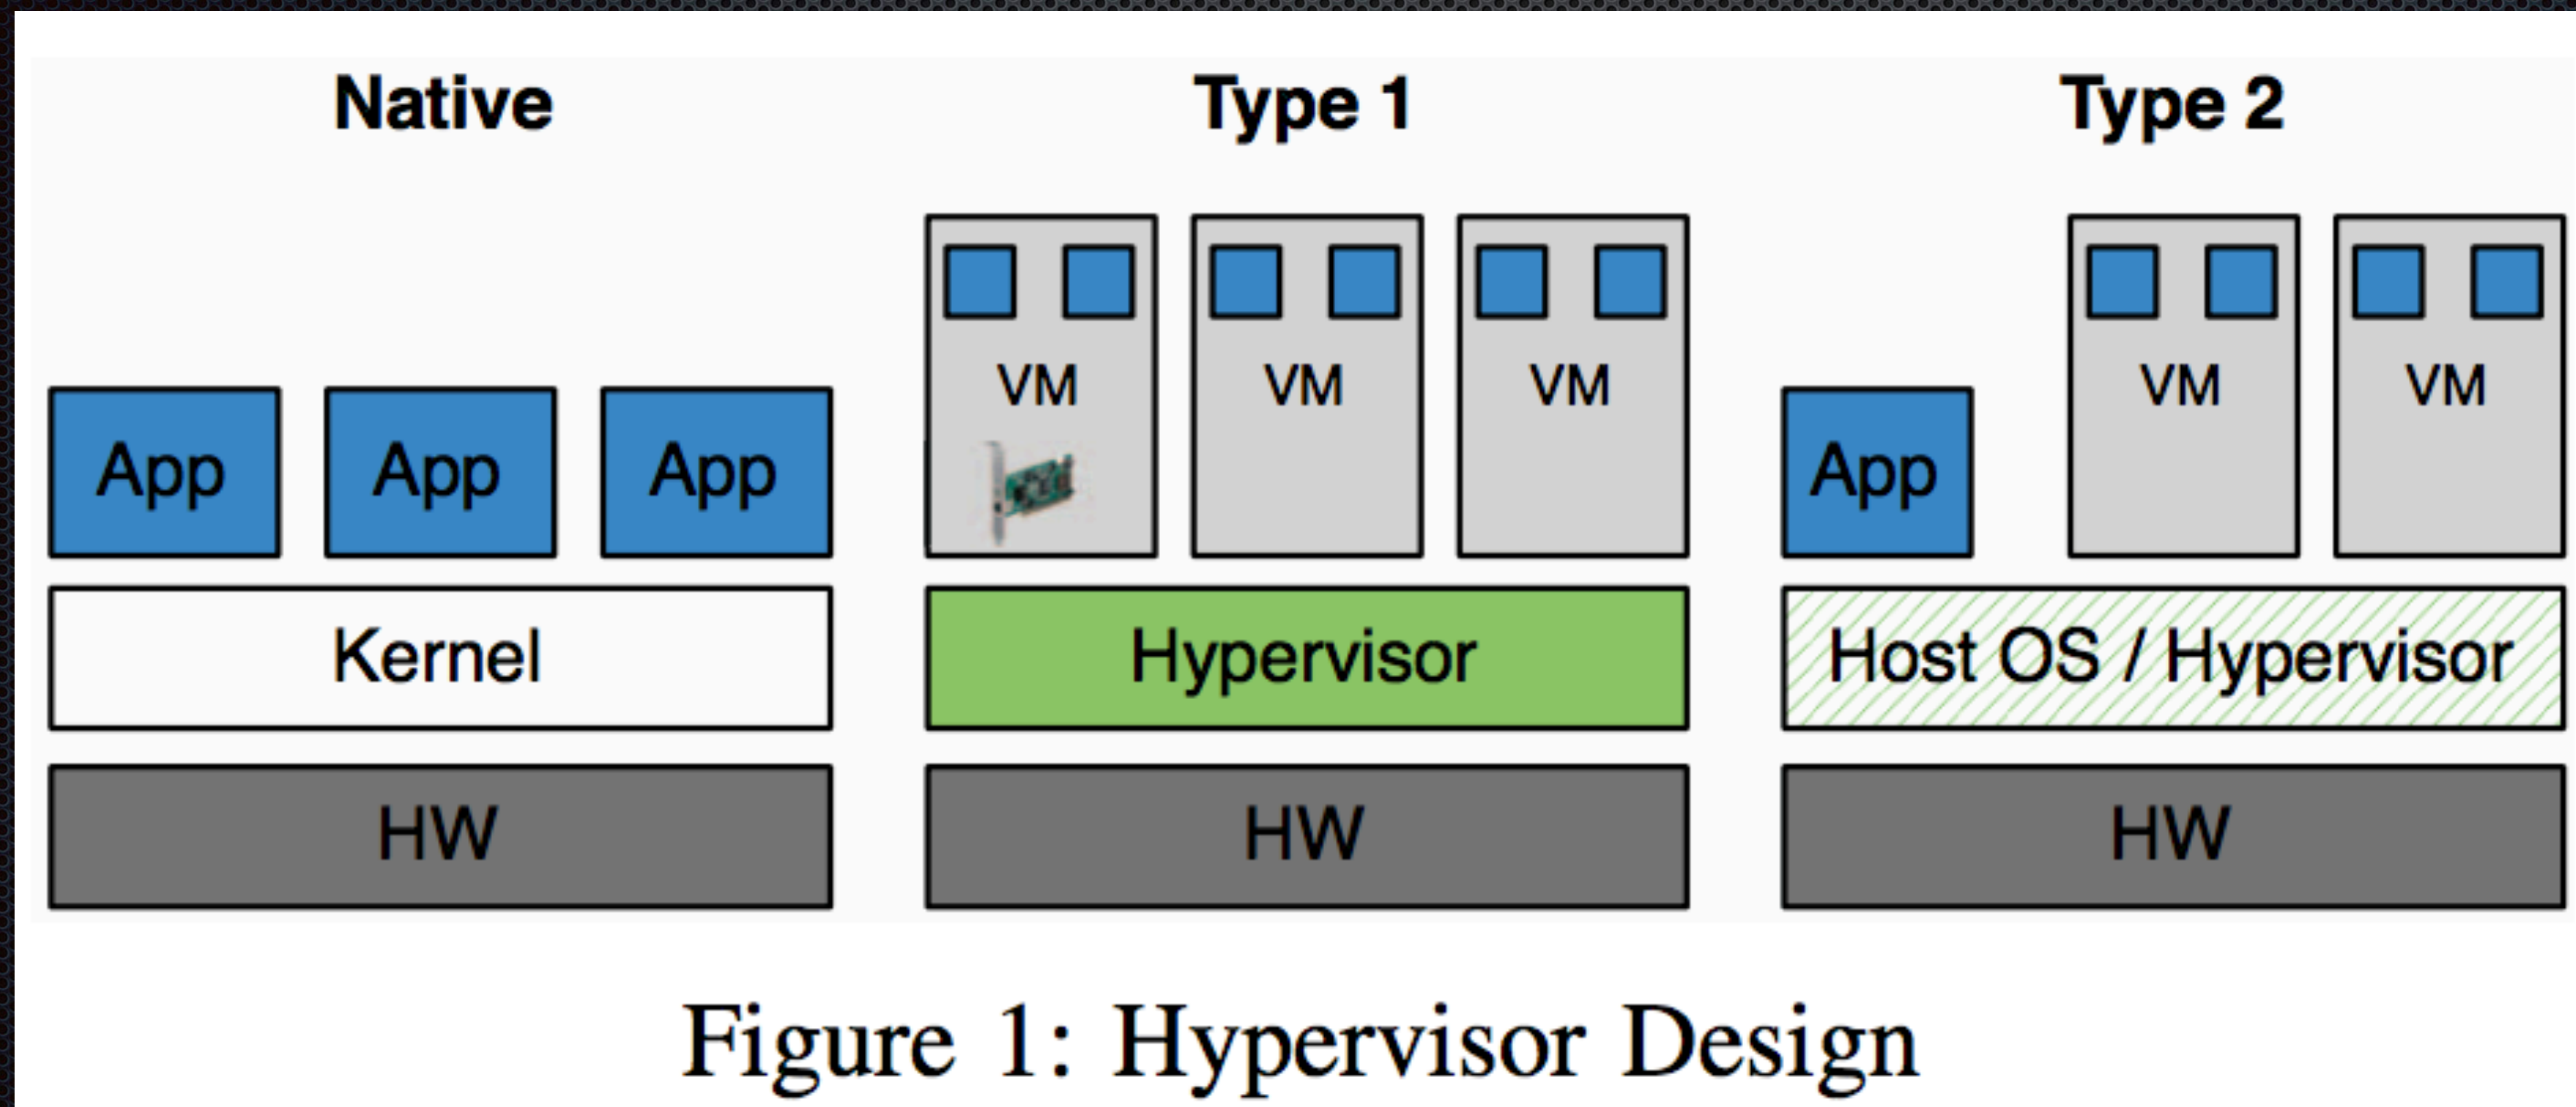 Native Type 1 Type 2
VM VM VM VM VM
App App App App
Kernel Hypervisor Host OS / Hypervisor
HW HW HW
Figure 1: Hypervisor Design